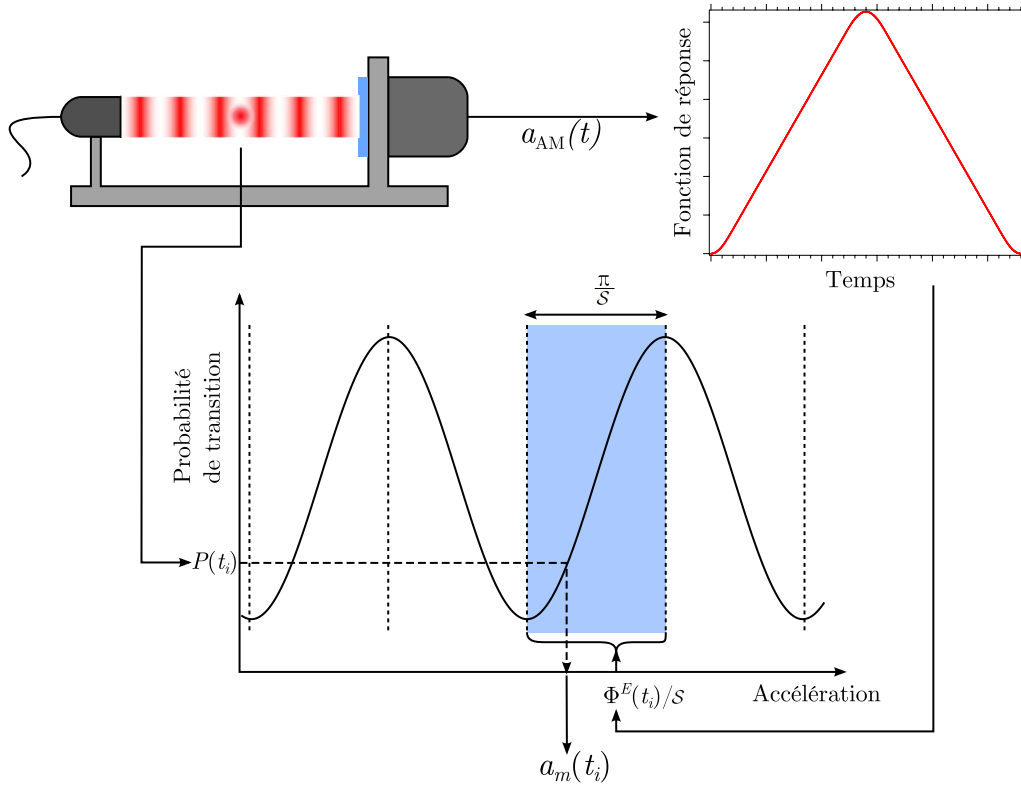 a_AM(t)
Fonction de réponse
Temps
π/𝒮
Probabilité
de transition
P(t_i)
Φ^E(t_i)/𝒮
Accélération
a_m(t_i)